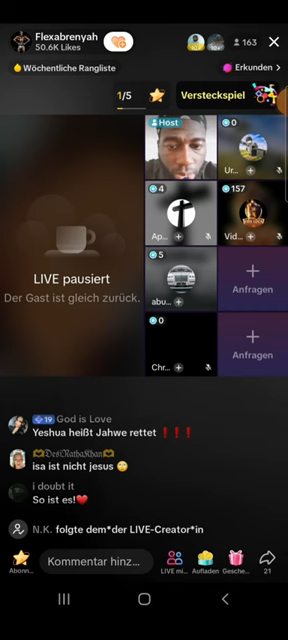 Flexabrenyah
50.6K Likes
163
Wöchentliche Rangliste
Erkunden >
1/5
Versteckspiel
Host
0
Ur...
4
Ap...
157
Vid...
LIVE pausiert
Der Gast ist gleich zurück.
5
abu...
Anfragen
0
Chr...
Anfragen
19 God is Love
Yeshua heißt Jahwe rettet ❗❗❗
🫶𝔇𝔢𝔰𝔦ℜ𝔞𝔱𝔥𝔞𝔎𝔥𝔞𝔫🫶
isa ist nicht jesus 🙄
i doubt it
So ist es!❤️
N.K. folgte dem*der LIVE-Creator*in
Kommentar hinz...
Abonn...
LIVE mi...
Aufladen
Gesche...
21